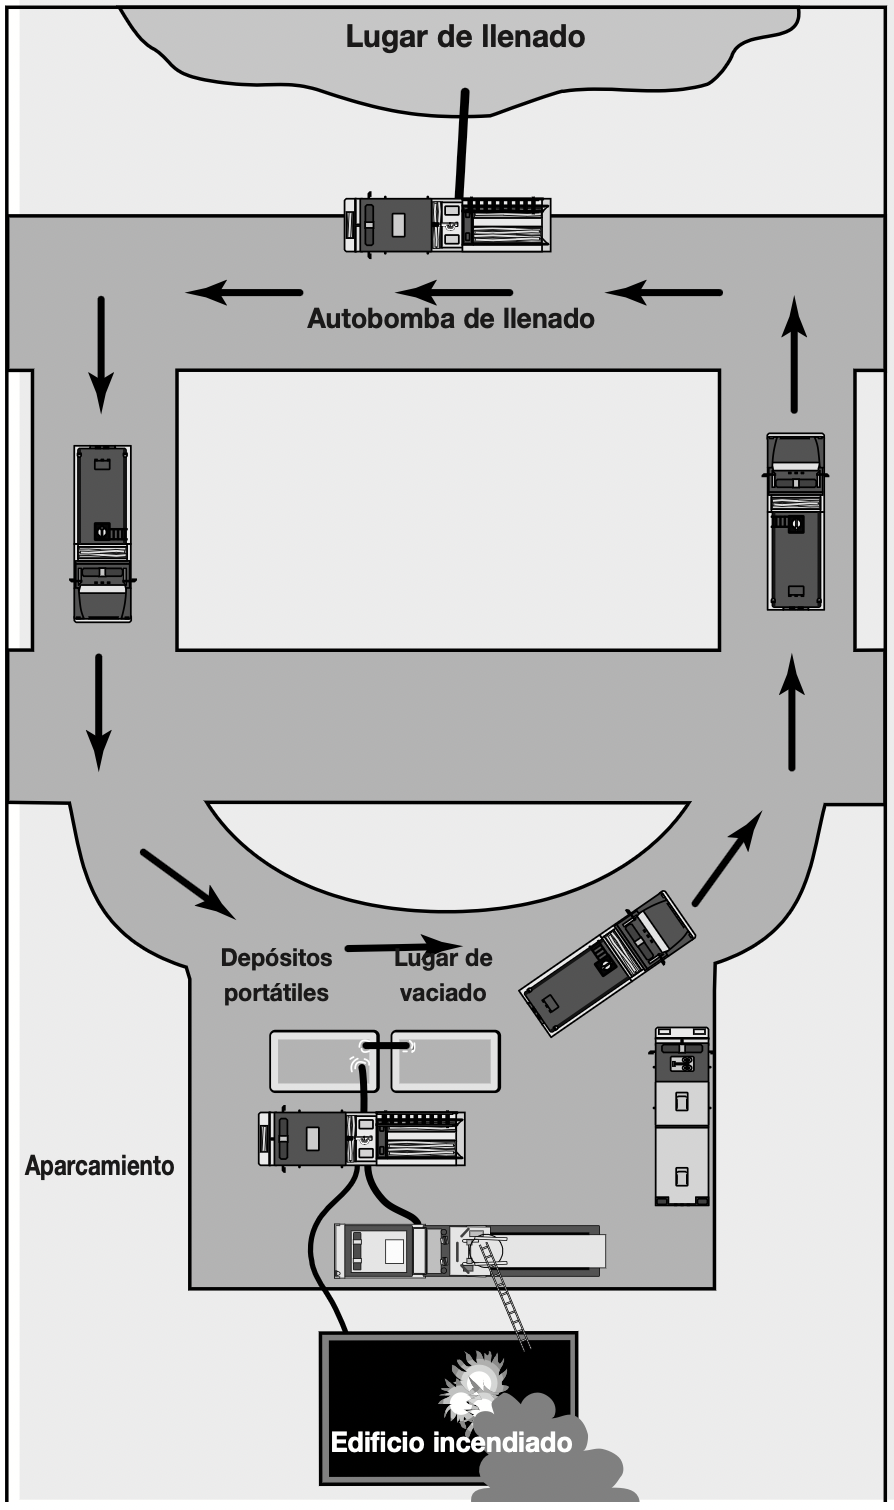 Lugar de llenado
Autobomba de llenado
Depósitos
portátiles
Lugar de
vaciado
Aparcamiento
Edificio incendiado